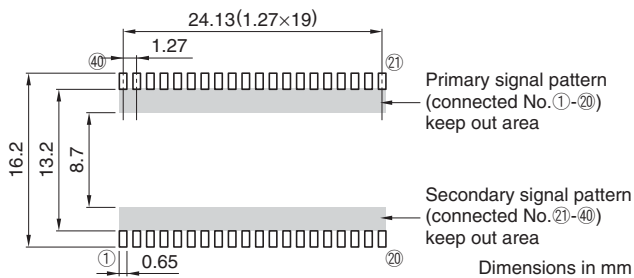 24.13(1.27×19)
1.27
㊵
㉑
Primary signal pattern
(connected No.①-⑳)
keep out area
16.2
13.2
8.7
Secondary signal pattern
(connected No.㉑-㊵)
keep out area
①
0.65
⑳
Dimensions in mm